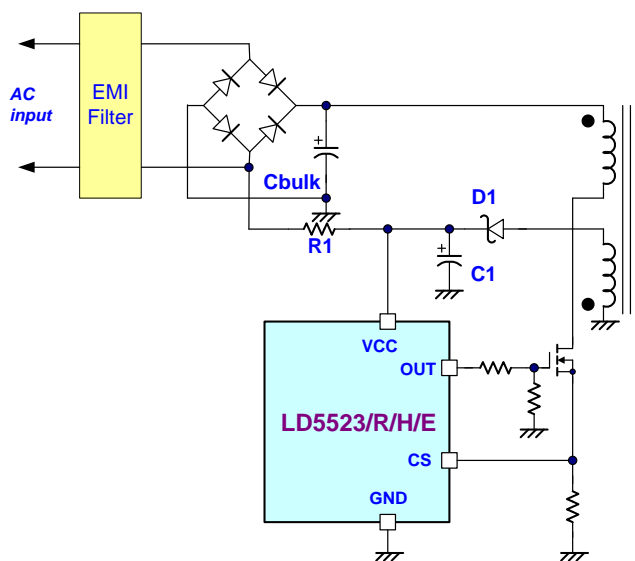 AC
input
EMI
Filter
+
Cbulk
R1
D1
+
C1
VCC
OUT
LD5523/R/H/E
CS
GND